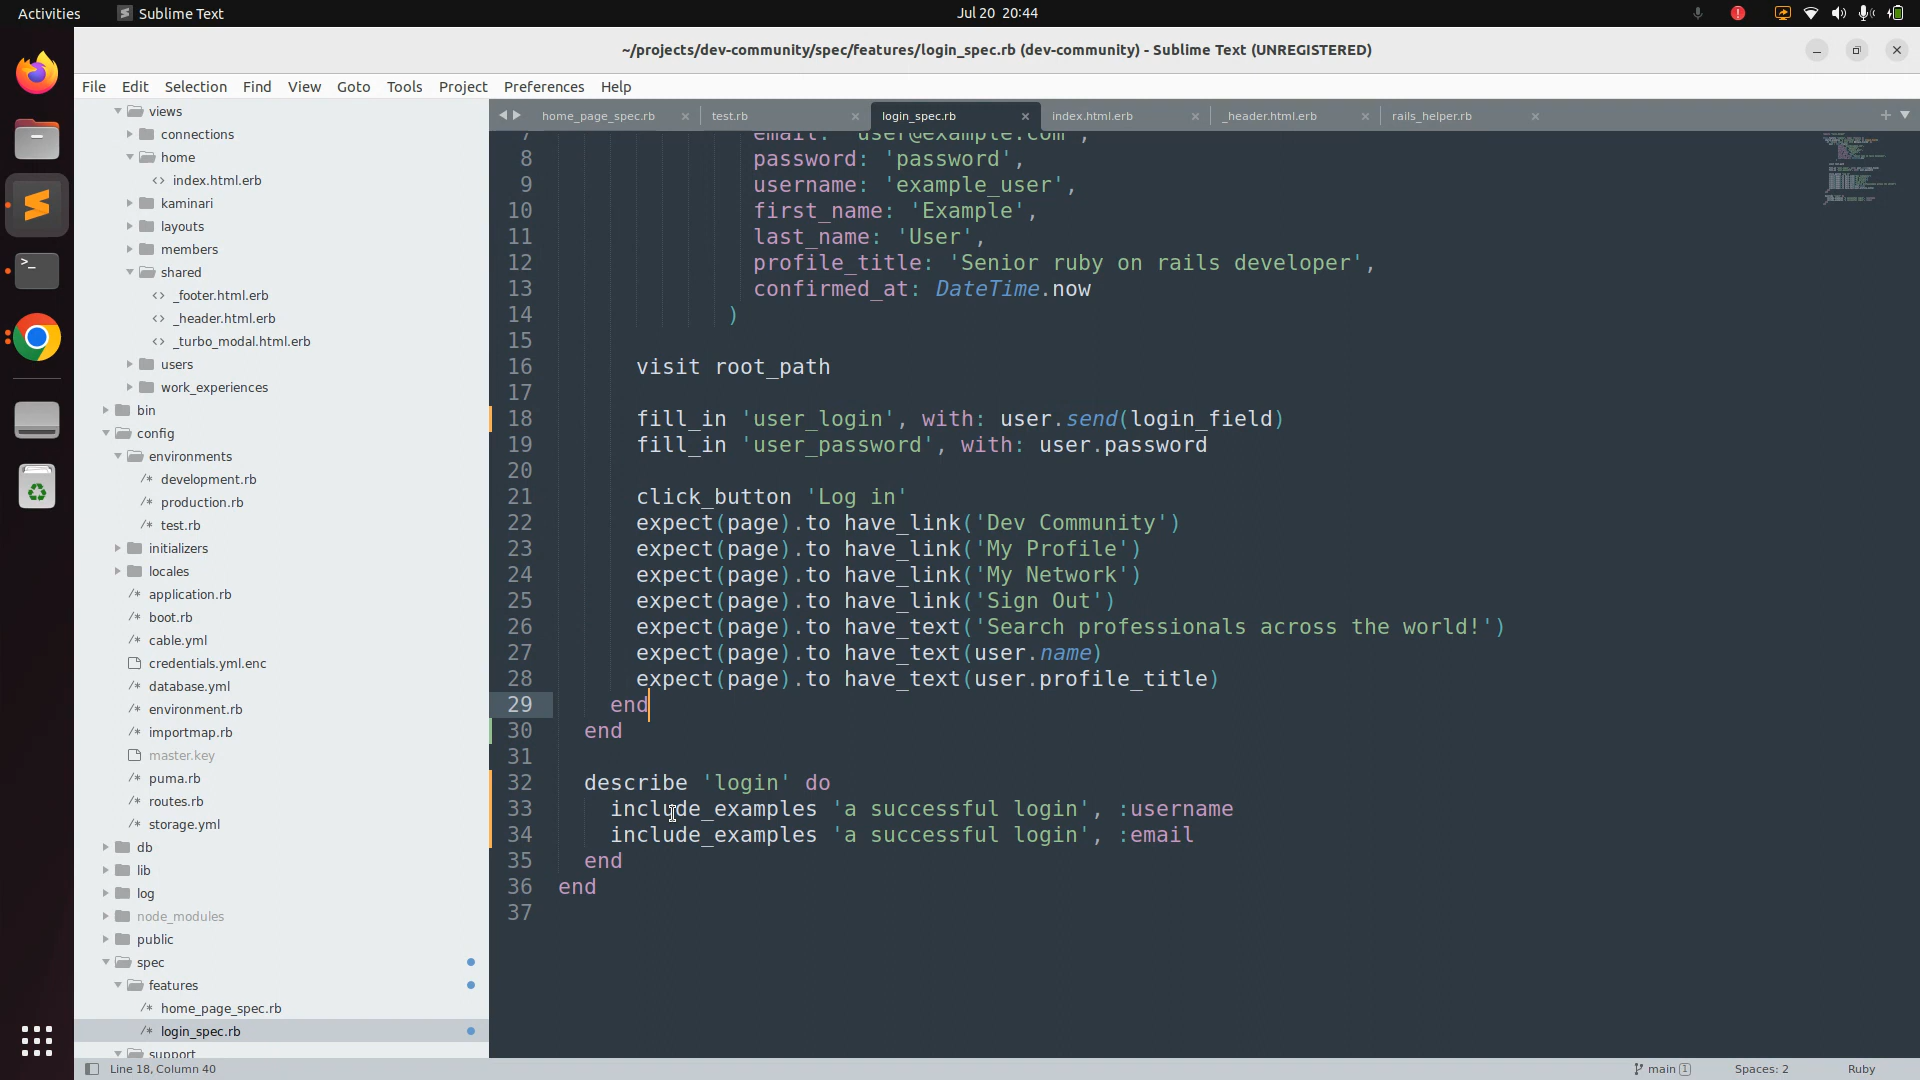 Activities
Sublime Text
Jul 20 20:44
~/projects/dev-community/spec/features/login_spec.rb (dev-community) - Sublime Text (UNREGISTERED)
File Edit Selection Find View Goto Tools Project Preferences Help
views
connections
home
<> index.html.erb
kaminari
layouts
members
shared
<> _footer.html.erb
<> _header.html.erb
<> _turbo_modal.html.erb
users
work_experiences
bin
config
environments
/* development.rb
/* production.rb
/* test.rb
initializers
locales
/* application.rb
/* boot.rb
/* cable.yml
credentials.yml.enc
/* database.yml
/* environment.rb
/* importmap.rb
master.key
/* puma.rb
/* routes.rb
/* storage.yml
db
lib
log
node_modules
public
spec
features
/* home_page_spec.rb
/* login_spec.rb
support
home_page_spec.rb
test.rb
login_spec.rb
index.html.erb
_header.html.erb
rails_helper.rb
7 email: 'user@example.com',
8 password: 'password',
9 username: 'example_user',
10 first_name: 'Example',
11 last_name: 'User',
12 profile_title: 'Senior ruby on rails developer',
13 confirmed_at: DateTime.now
14 )
15
16 visit root_path
17
18 fill_in 'user_login', with: user.send(login_field)
19 fill_in 'user_password', with: user.password
20
21 click_button 'Log in'
22 expect(page).to have_link('Dev Community')
23 expect(page).to have_link('My Profile')
24 expect(page).to have_link('My Network')
25 expect(page).to have_link('Sign Out')
26 expect(page).to have_text('Search professionals across the world!')
27 expect(page).to have_text(user.name)
28 expect(page).to have_text(user.profile_title)
29 end
30 end
31
32 describe 'login' do
33 include_examples 'a successful login', :username
34 include_examples 'a successful login', :email
35 end
36 end
37
Line 18, Column 40
main 1
Spaces: 2
Ruby